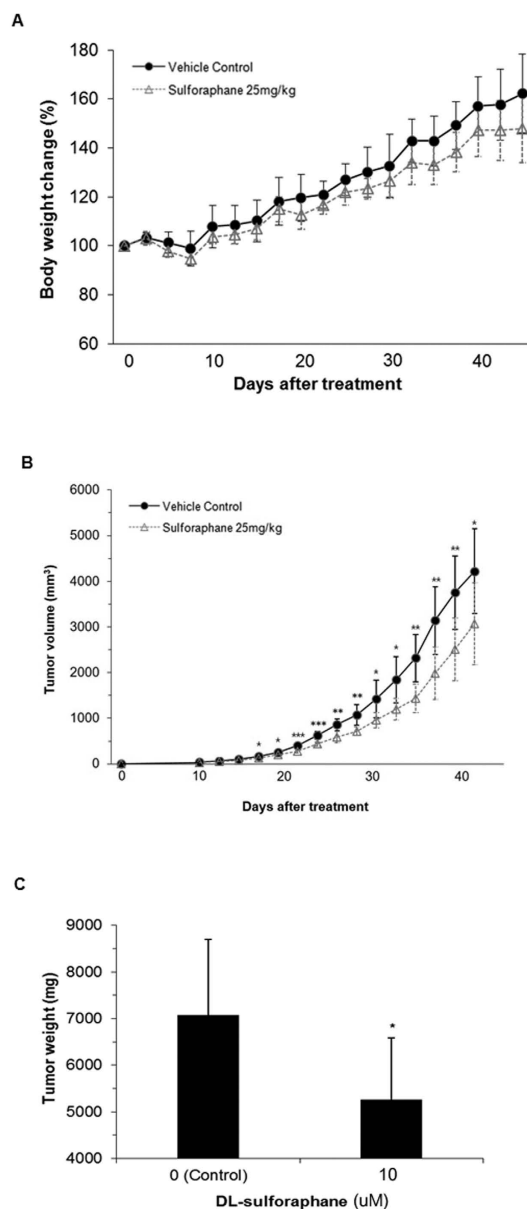 A
180
Vehicle Control
Sulforaphane 25mg/kg
160
140
120
100
80
60
Body weight change (%)
0 10 20 30 40
Days after treatment
B
6000
Vehicle Control
Sulforaphane 25mg/kg
5000
4000
3000
2000
1000
0
Tumor volume (mm³)
* * *** *** ** ** * * ** ** ** *
0 10 20 30 40
Days after treatment
C
9000
8000
7000
6000
5000
4000
Tumor weight (mg)
*
0 (Control) 10
DL-sulforaphane (uM)